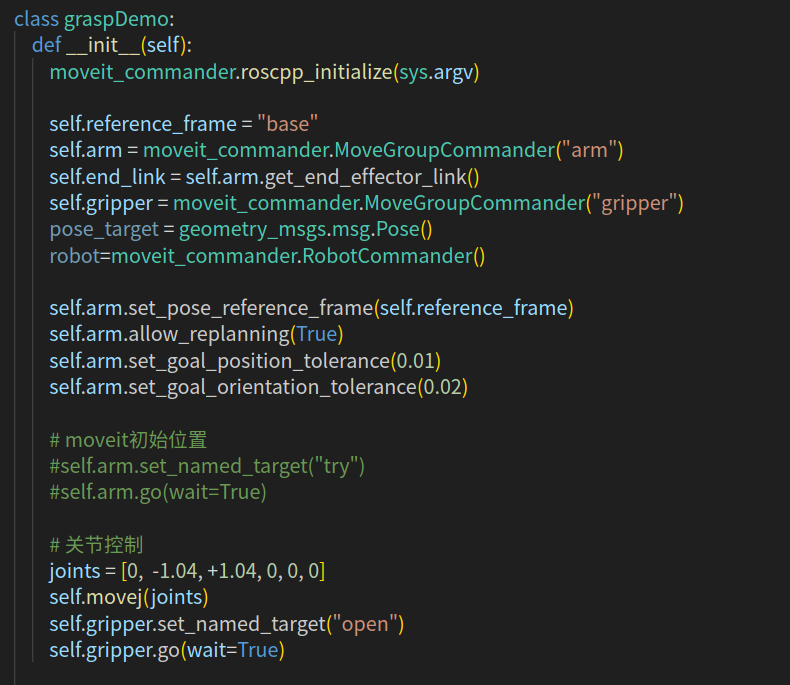 class graspDemo:
def __init__(self):
moveit_commander.roscpp_initialize(sys.argv)
self.reference_frame = "base"
self.arm = moveit_commander.MoveGroupCommander("arm")
self.end_link = self.arm.get_end_effector_link()
self.gripper = moveit_commander.MoveGroupCommander("gripper")
pose_target = geometry_msgs.msg.Pose()
robot=moveit_commander.RobotCommander()
self.arm.set_pose_reference_frame(self.reference_frame)
self.arm.allow_replanning(True)
self.arm.set_goal_position_tolerance(0.01)
self.arm.set_goal_orientation_tolerance(0.02)
# moveit初始位置
#self.arm.set_named_target("try")
#self.arm.go(wait=True)
# 关节控制
joints = [0, -1.04, +1.04, 0, 0, 0]
self.movej(joints)
self.gripper.set_named_target("open")
self.gripper.go(wait=True)